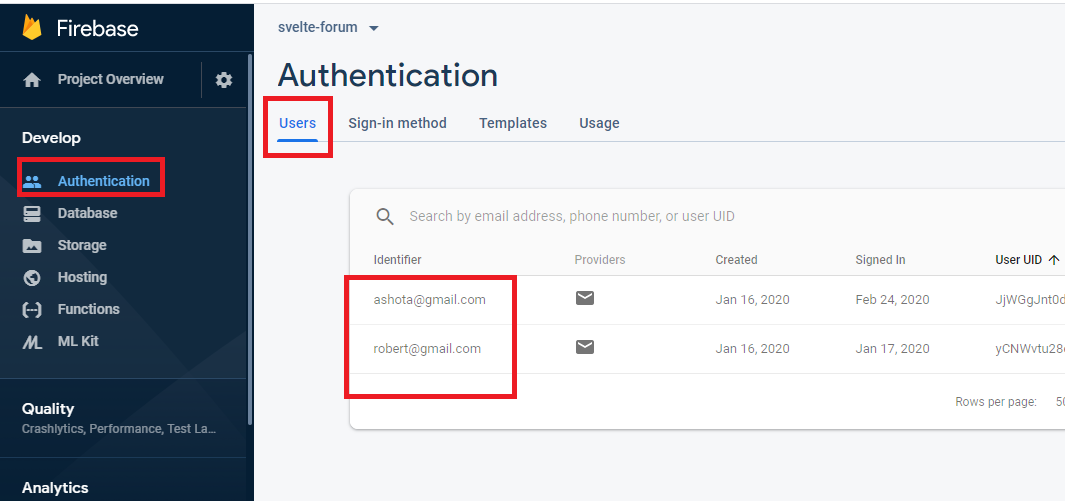 Firebase
Project Overview
Develop
Authentication
Database
Storage
Hosting
Functions
ML Kit
Quality
Crashlytics, Performance, Test La...
Analytics
svelte-forum
Authentication
Users Sign-in method Templates Usage
Search by email address, phone number, or user UID
Identifier Providers Created Signed In User UID
ashota@gmail.com Jan 16, 2020 Feb 24, 2020 JjWGgJnt0d
robert@gmail.com Jan 16, 2020 Jan 17, 2020
Rows per page: 50